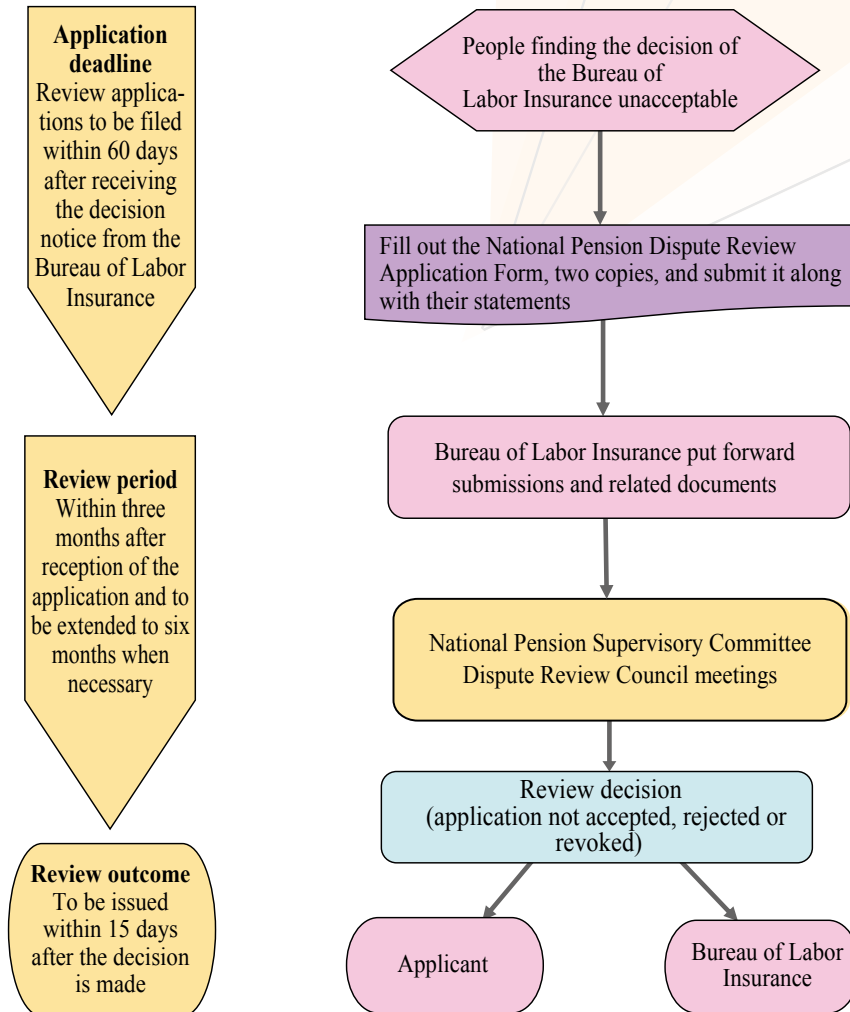 Application
deadline
Review applica-
tions to be filed
within 60 days
after receiving
the decision
notice from the
Bureau of Labor
Insurance
Review period
Within three
months after
reception of the
application and to
be extended to six
months when
necessary
Review outcome
To be issued
within 15 days
after the decision
is made
People finding the decision of
the Bureau of
Labor Insurance unacceptable
Fill out the National Pension Dispute Review
Application Form, two copies, and submit it along
with their statements
Bureau of Labor Insurance put forward
submissions and related documents
National Pension Supervisory Committee
Dispute Review Council meetings
Review decision
(application not accepted, rejected or
revoked)
Applicant
Bureau of Labor
Insurance